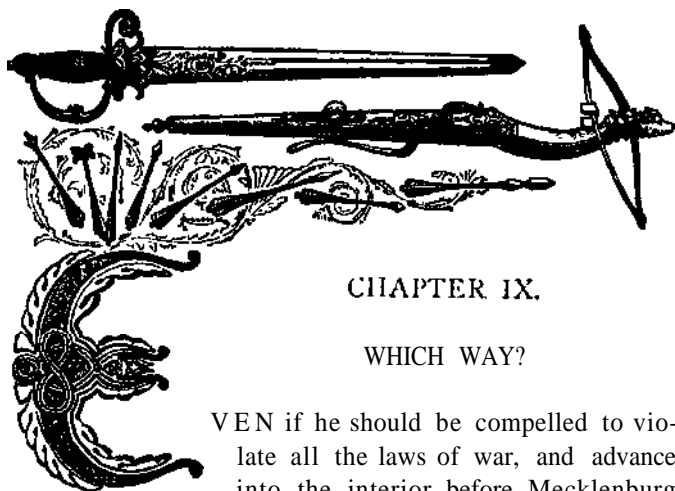 CHAPTER IX.
WHICH WAY?
EVEN if he should be compelled to vio-
late all the laws of war, and advance
into the interior before Mecklenburg